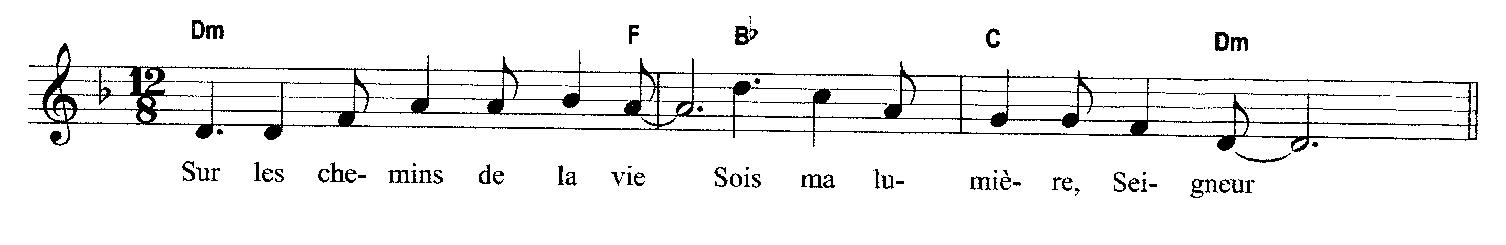 Dm F B♭ C Dm
12
8
Sur les che- mins de la vie Sois ma lu- miè- re, Sei- gneur